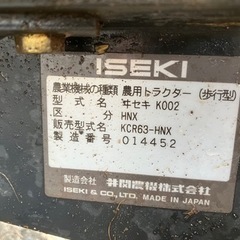 ISEKI
農業機械の種類 農用トラクター(歩行型)
型式名 ヰセキ K002
区分 HNX
販売型式名 KCR63-HNX
製造番号 014452
製造会社 井関農機株式会社
ISEKI & CO., LTD. MADE IN JAPAN